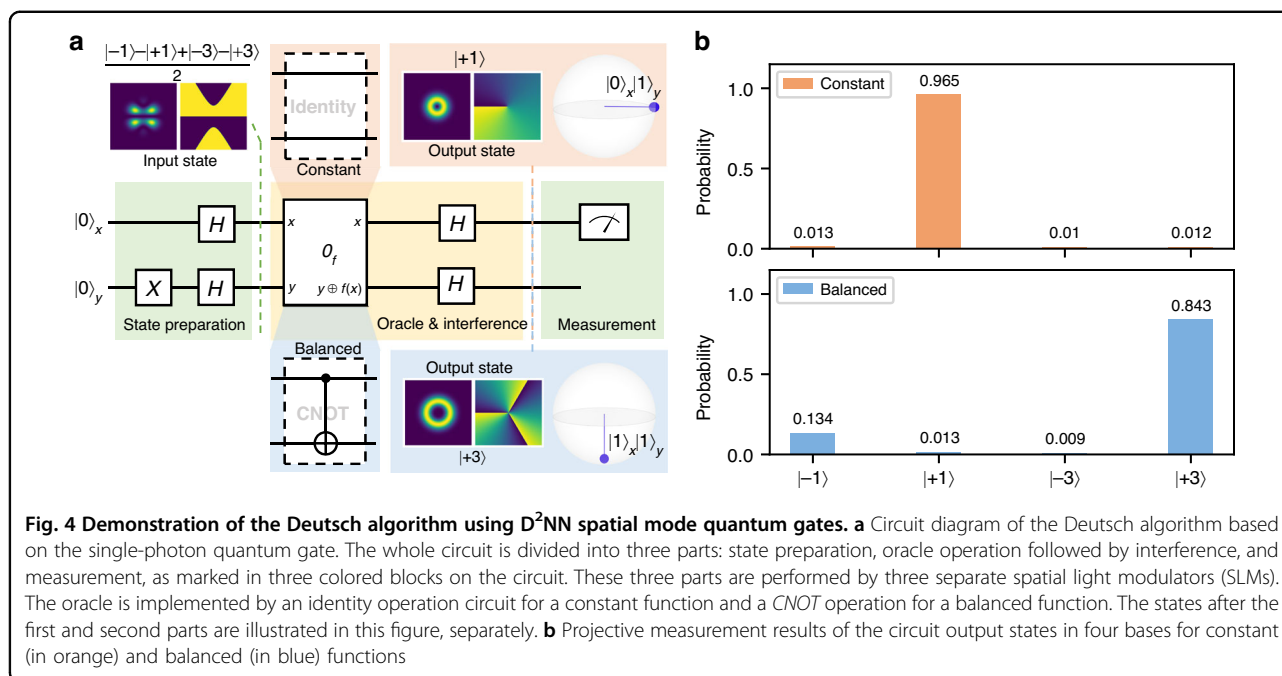 a
|−1⟩−|+1⟩+|−3⟩−|+3⟩
2
Input state
Identity
Constant
|+1⟩
Output state
|0⟩x|1⟩y
|0⟩x
H
x
x
H
0f
|0⟩y
X
H
y
y ⊕ f(x)
H
State preparation
Oracle & interference
Measurement
Balanced
CNOT
Output state
|+3⟩
|1⟩x|1⟩y
b
Probability
1.0
0.5
0.0
Constant
0.013
0.965
0.01
0.012
Probability
1.0
0.5
0.0
Balanced
0.134
0.013
0.009
0.843
|−1⟩
|+1⟩
|−3⟩
|+3⟩
Fig. 4 Demonstration of the Deutsch algorithm using D²NN spatial mode quantum gates. a Circuit diagram of the Deutsch algorithm based
on the single-photon quantum gate. The whole circuit is divided into three parts: state preparation, oracle operation followed by interference, and
measurement, as marked in three colored blocks on the circuit. These three parts are performed by three separate spatial light modulators (SLMs).
The oracle is implemented by an identity operation circuit for a constant function and a CNOT operation for a balanced function. The states after the
first and second parts are illustrated in this figure, separately. b Projective measurement results of the circuit output states in four bases for constant
(in orange) and balanced (in blue) functions